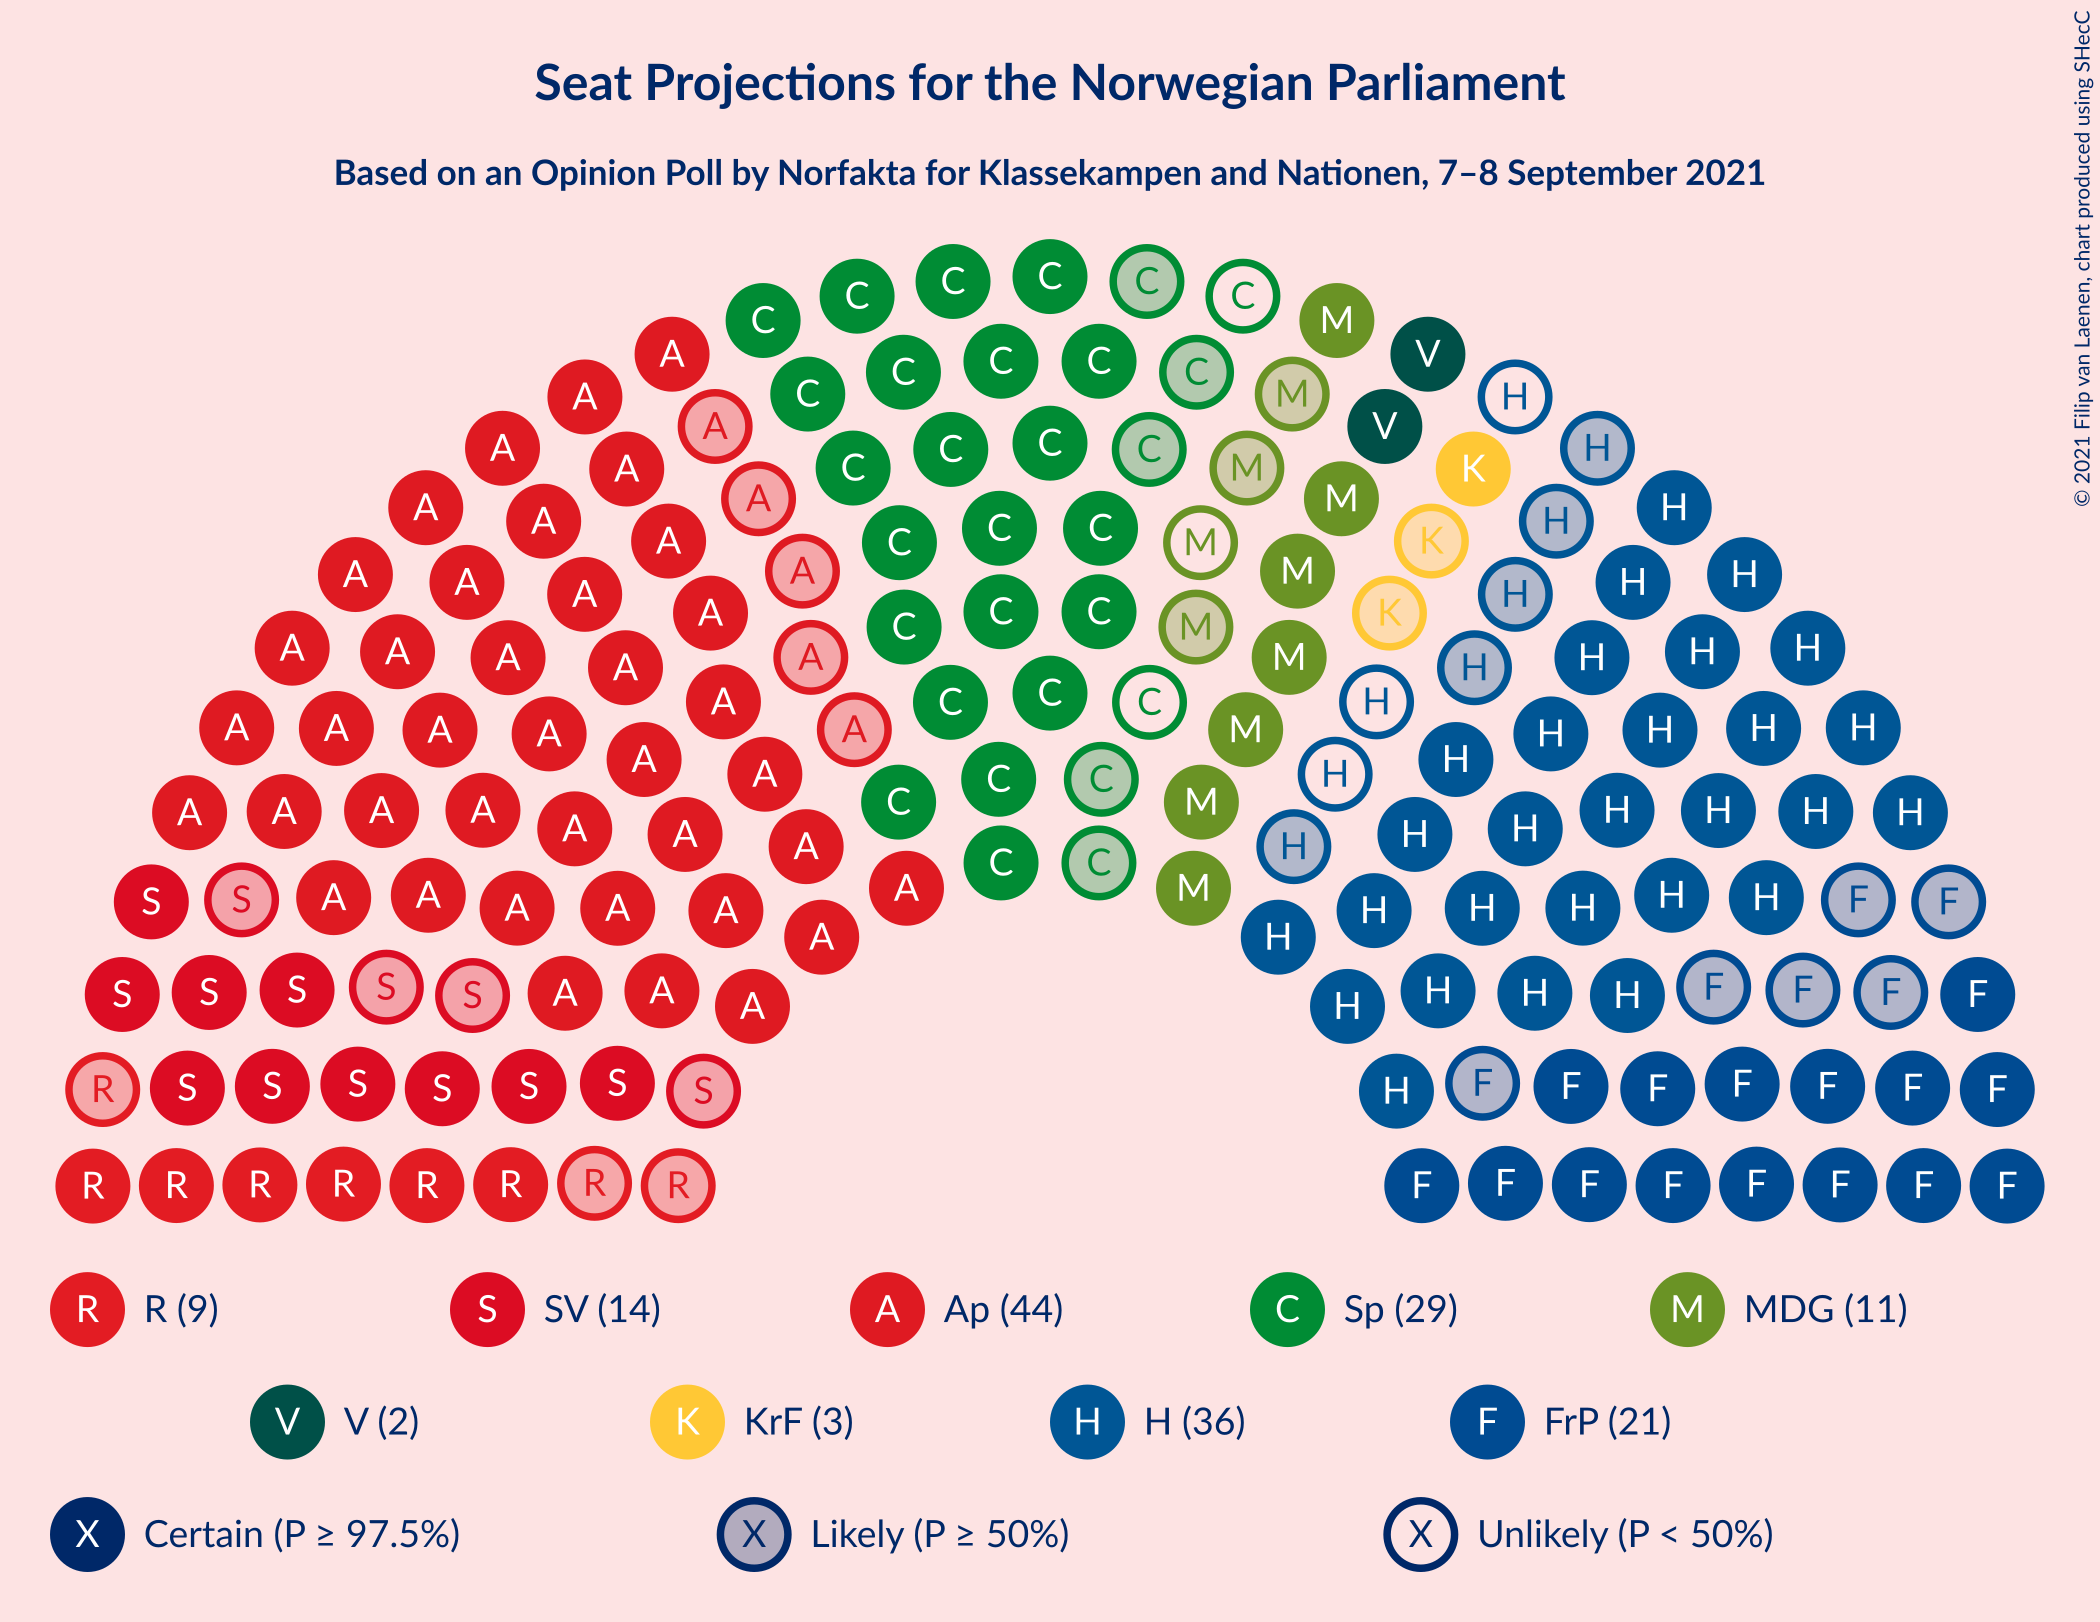 © 2021 Filip van Laenen, chart produced using SHecC
Seat Projections for the Norwegian Parliament
Based on an Opinion Poll by Norfakta for Klassekampen and Nationen, 7–8 September 2021
C C C C C
C M
A C C C C V
A C M H
A A C C C V H
A C M K
A A M H
A A C C C M K H
A A A A M H H H
A C C C M K
A A A A A M H H H H
A C C C H
A A A A A M H H H H
A A C C H H
A A A A A A A C M H H H H H H H
C C
S S A A A A A A M H H H H H F F
A H
S S S S S A A A H H H H F F F F
R S S S S S S S H F F F F F F F
R R R R R R R R F F F F F F F F
R R (9) S SV (14) A Ap (44) C Sp (29) M MDG (11)
V V (2) K KrF (3) H H (36) F FrP (21)
X Certain (P ≥ 97.5%) X Likely (P ≥ 50%) X Unlikely (P < 50%)